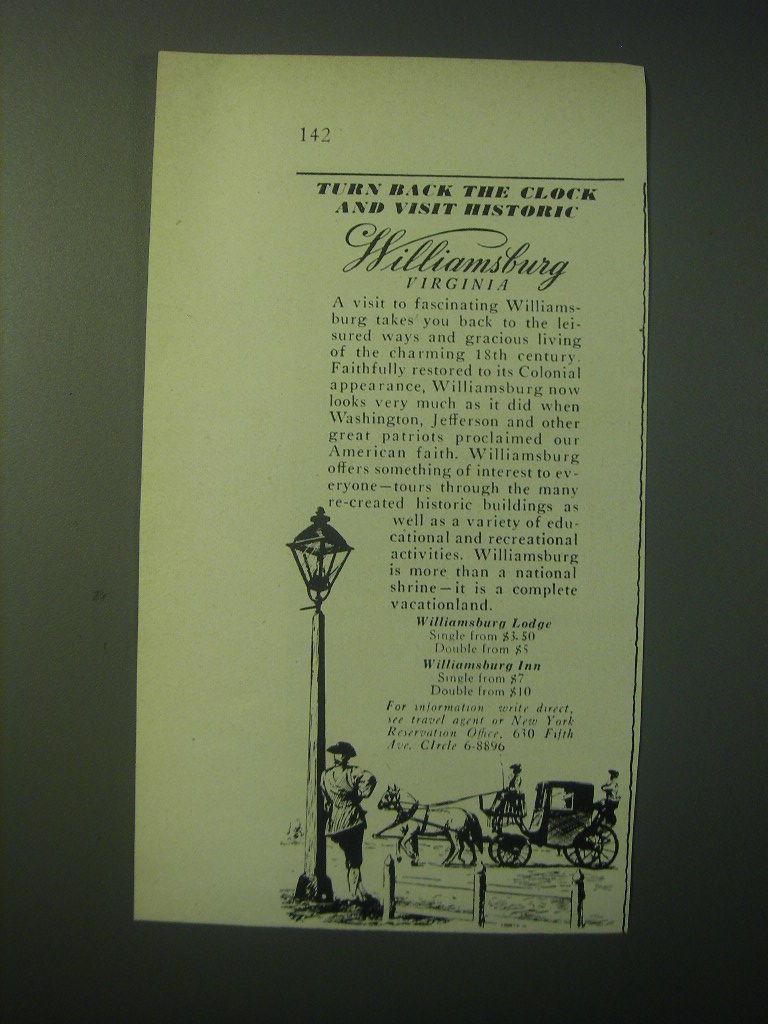 142
TURN BACK THE CLOCK
AND VISIT HISTORIC
Williamsburg
VIRGINIA
A visit to fascinating Williams-
burg takes you back to the lei-
sured ways and gracious living
of the charming 18th century.
Faithfully restored to its Colonial
appearance, Williamsburg now
looks very much as it did when
Washington, Jefferson and other
great patriots proclaimed our
American faith. Williamsburg
offers something of interest to ev-
eryone—tours through the many
re-created historic buildings as
well as a variety of edu-
cational and recreational
activities. Williamsburg
is more than a national
shrine—it is a complete
vacationland.
Williamsburg Lodge
Single from $3.50
Double from $5
Williamsburg Inn
Single from $7
Double from $10
For information write direct,
see travel agent or New York
Reservation Office, 630 Fifth
Ave. CIrcle 6-8896